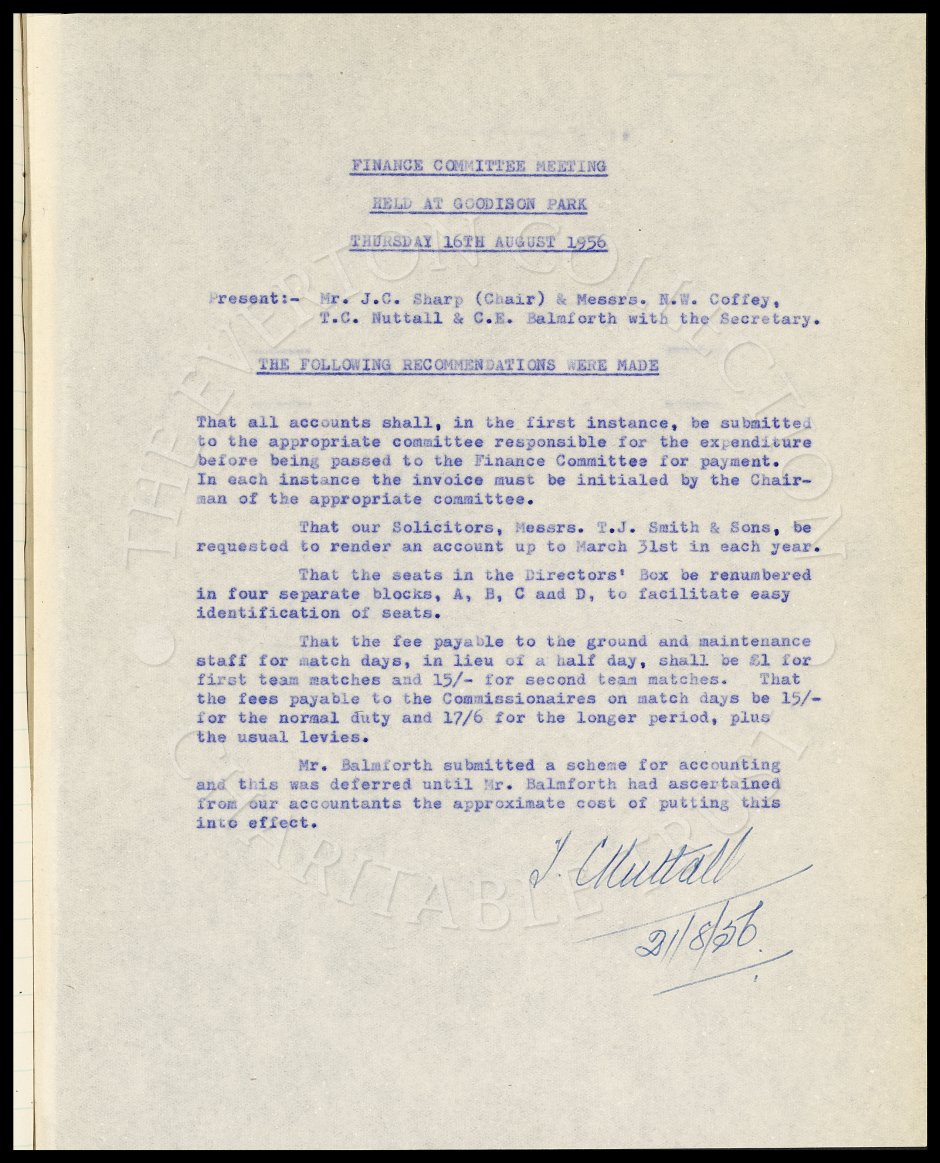 FINANCE COMMITTEE MEETING
HELD AT GOODISON PARK
THURSDAY 16TH AUGUST 1956
Present:- Mr. J.C. Sharp (Chair) & Messrs. N.W. Coffey,
T.C. Nuttall & C.E. Balmforth with the Secretary.
THE FOLLOWING RECOMMENDATIONS WERE MADE
That all accounts shall, in the first instance, be submitted
to the appropriate committee responsible for the expenditure
before being passed to the Finance Committee for payment.
In each instance the invoice must be initialed by the Chair-
man of the appropriate committee.
That our Solicitors, Messrs. T.J. Smith & Sons, be
requested to render an account up to March 31st in each year.
That the seats in the Directors' Box be renumbered
in four separate blocks, A, B, C and D, to facilitate easy
identification of seats.
That the fee payable to the ground and maintenance
staff for match days, in lieu of a half day, shall be £1 for
first team matches and 15/- for second team matches. That
the fees payable to the Commissionaires on match days be 15/-
for the normal duty and 17/6 for the longer period, plus
the usual levies.
Mr. Balmforth submitted a scheme for accounting
and this was deferred until Mr. Balmforth had ascertained
from our accountants the approximate cost of putting this
into effect.
T. C Nuttall
21/8/56.
THE EVERTON COLLECTION
CHARITABLE TRUST